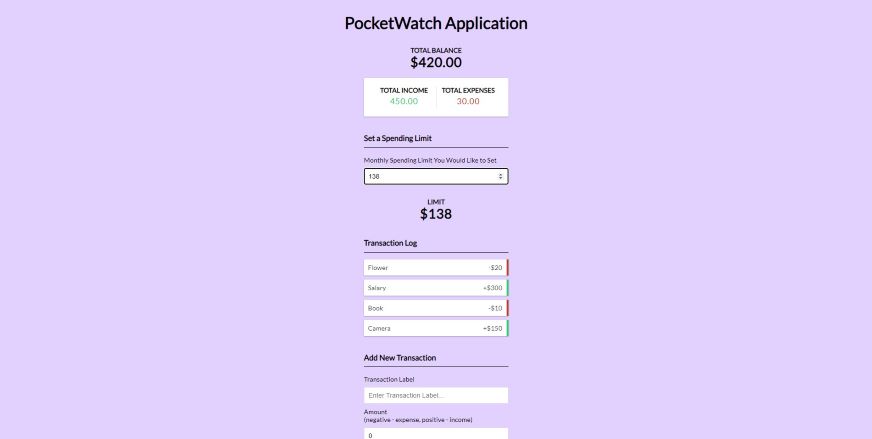 PocketWatch Application
TOTAL BALANCE
$420.00
TOTAL INCOME TOTAL EXPENSES
450.00 30.00
Set a Spending Limit
Monthly Spending Limit You Would Like to Set
138
LIMIT
$138
Transaction Log
Flower -$20
Salary +$300
Book -$10
Camera +$150
Add New Transaction
Transaction Label
Enter Transaction Label...
Amount
(negative - expense, positive - income)
0